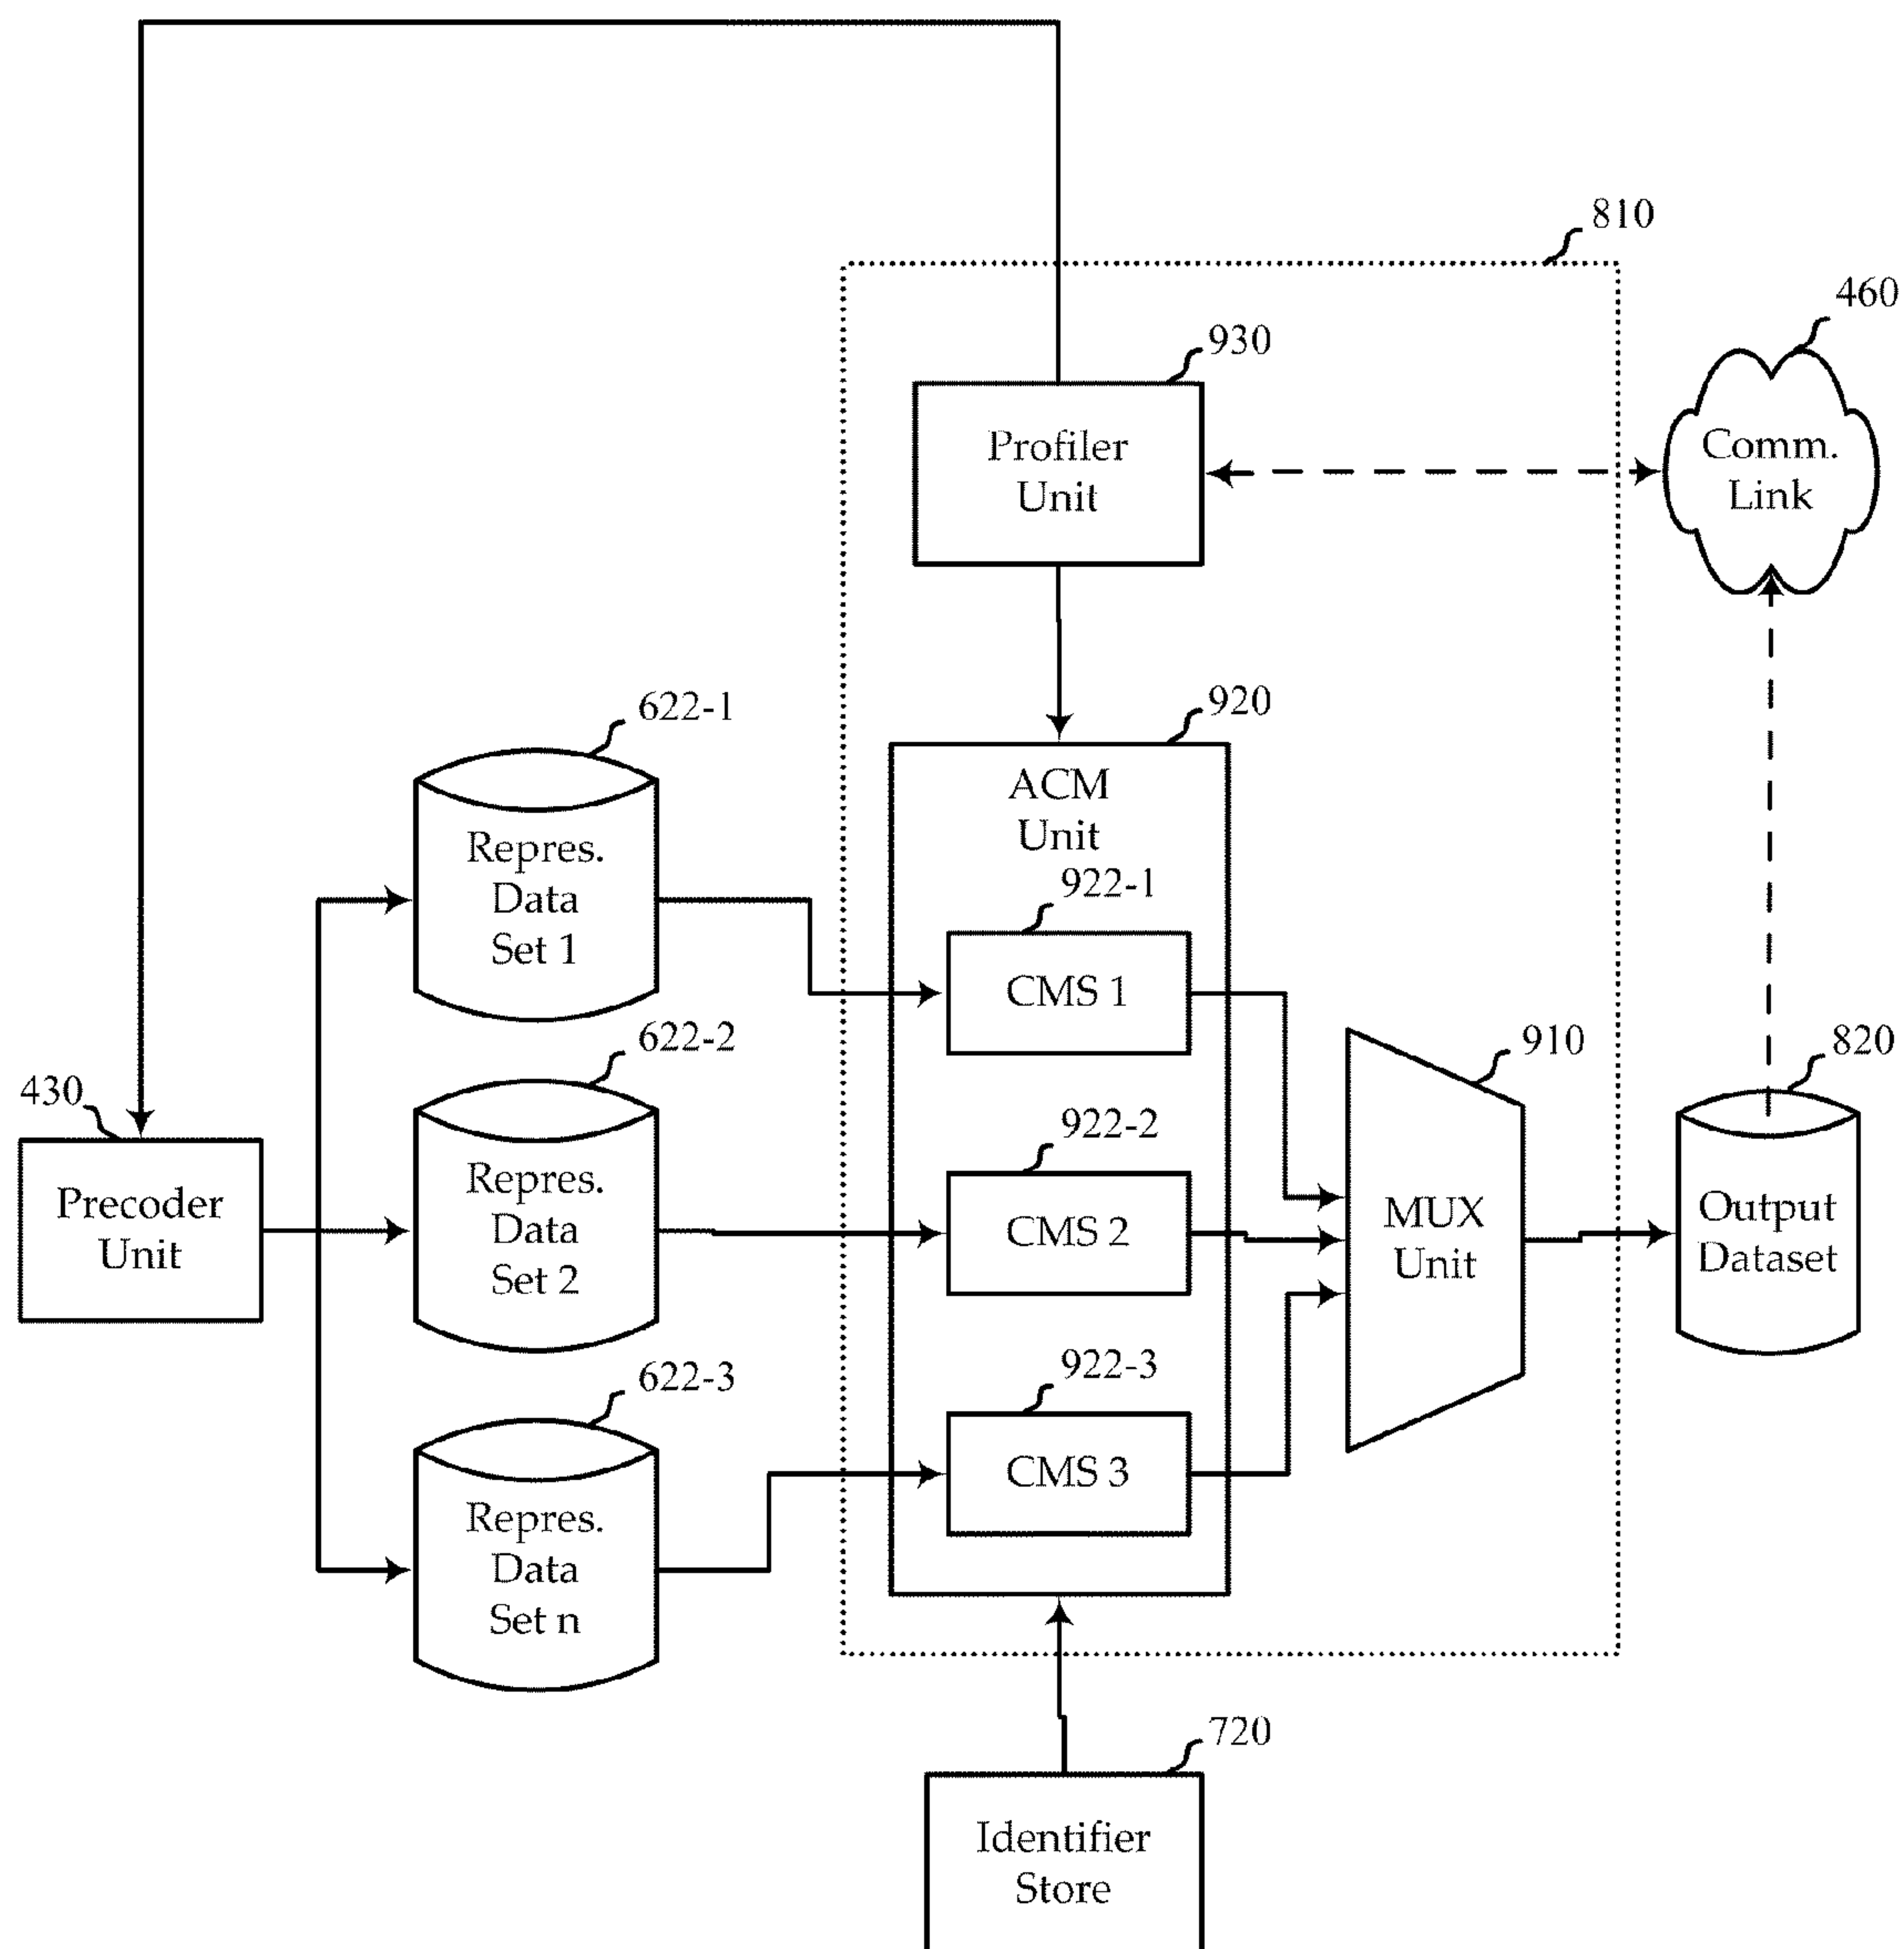 810
460
930
Profiler
Unit
Comm.
Link
622-1
920
ACM
Unit
Repres.
Data
Set 1
922-1
CMS 1
622-2
910
820
430
922-2
Precoder
Unit
Repres.
Data
Set 2
CMS 2
MUX
Unit
Output
Dataset
622-3
922-3
CMS 3
Repres.
Data
Set n
720
Identifier
Store